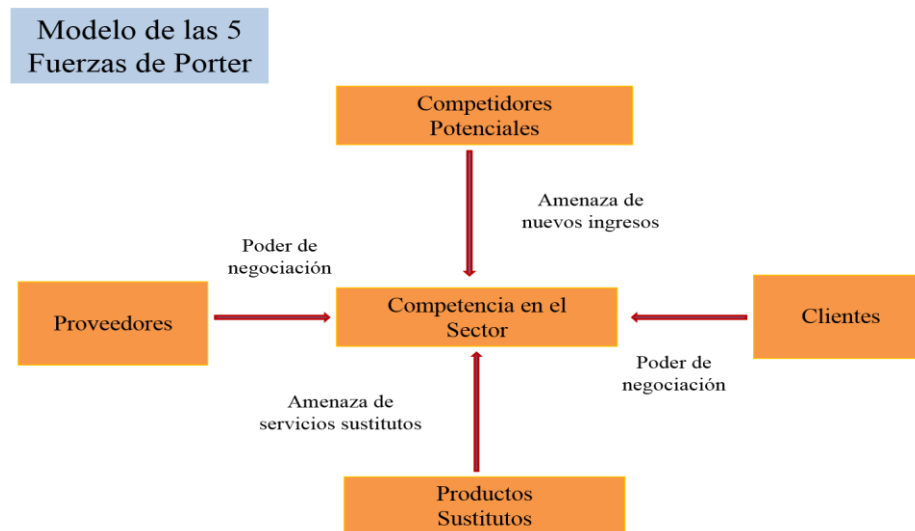 Modelo de las 5
Fuerzas de Porter
Competidores
Potenciales
Amenaza de
nuevos ingresos
Poder de
negociación
Proveedores
Competencia en el
Sector
Clientes
Poder de
negociación
Amenaza de
servicios sustitutos
Productos
Sustitutos